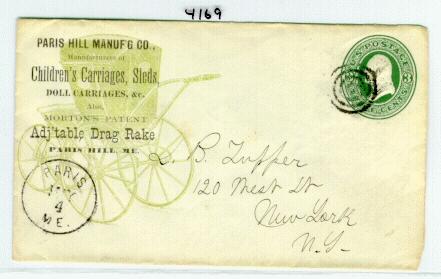 4169
PARIS HILL MANUF'G CO.,
Manufacturers of
Children's Carriages, Sleds,
DOLL CARRIAGES, &c.
Also,
MORTON'S PATENT
Adj'table Drag Rake
PARIS HILL, ME.
U.S. POSTAGE
3
CENTS
PARIS
4
ME.
L. B. Tupper
120 West St
New York
N.Y.